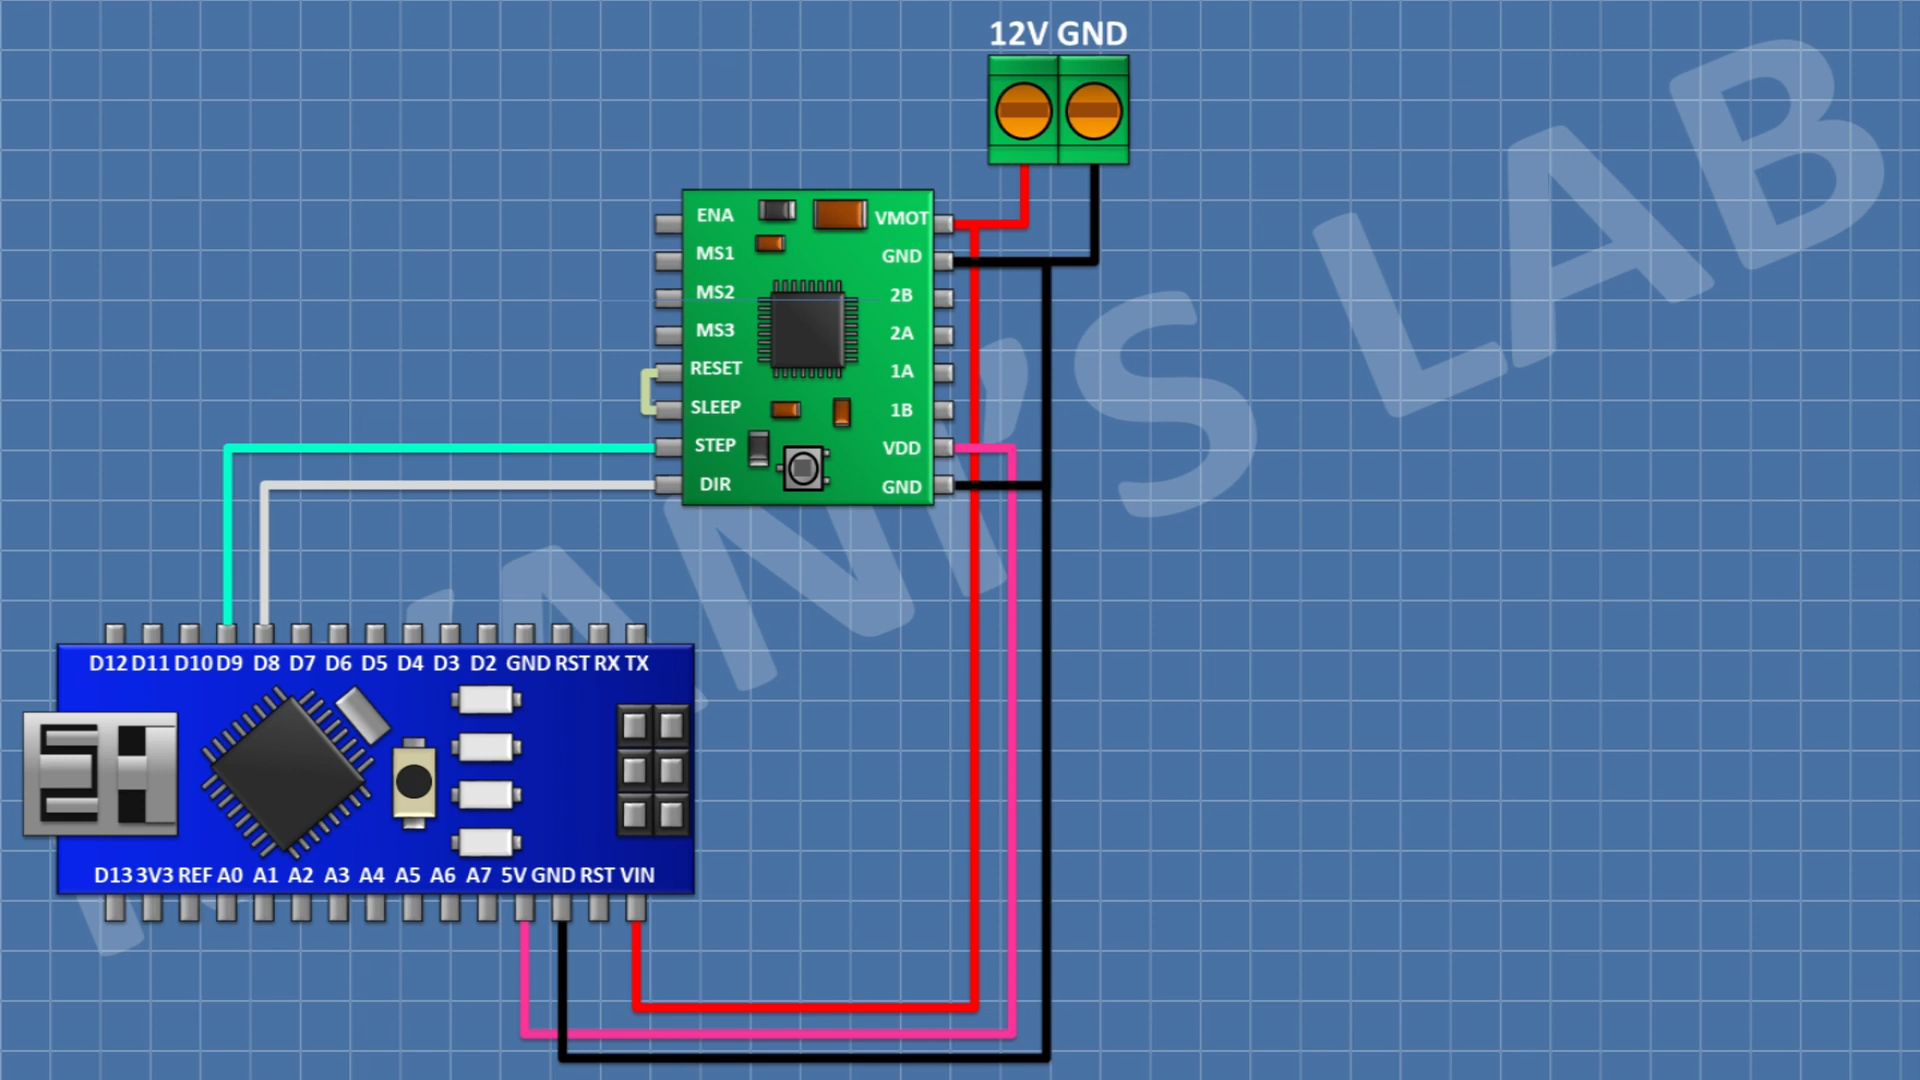 12V GND
ENA
MS1
MS2
MS3
RESET
SLEEP
STEP
DIR
VMOT
GND
2B
2A
1A
1B
VDD
GND
D12 D11 D10 D9 D8 D7 D6 D5 D4 D3 D2 GND RST RX TX
D13 3V3 REF A0 A1 A2 A3 A4 A5 A6 A7 5V GND RST VIN
LAB